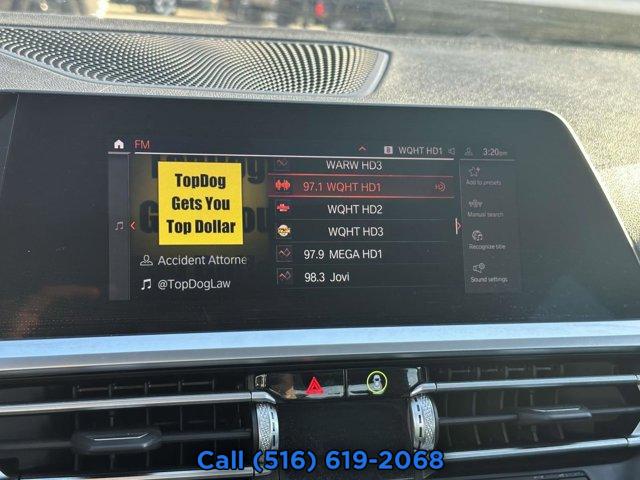 FM
B WQHT HD1
3:20pm
TopDog
Gets You
Top Dollar
Accident Attorne
@TopDogLaw
WARW HD3
97.1 WQHT HD1
WQHT HD2
WQHT HD3
97.9 MEGA HD1
98.3 Jovi
Add to presets
Manual search
Recognize title
Sound settings
Call (516) 619-2068